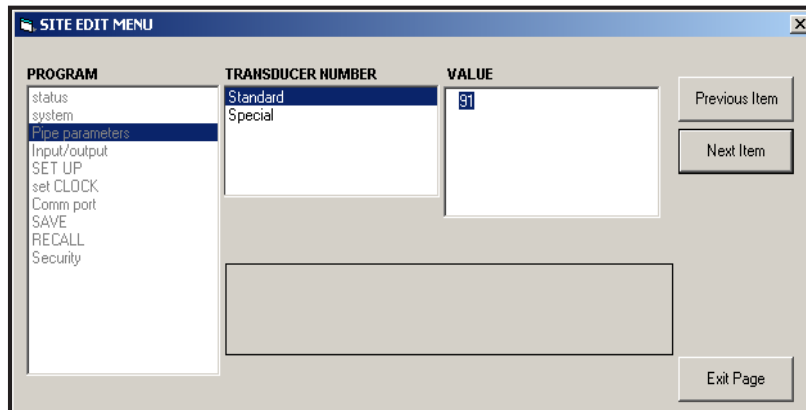 SITE EDIT MENU
PROGRAM
status
system
Pipe parameters
Input/output
SET UP
set CLOCK
Comm port
SAVE
RECALL
Security
TRANSDUCER NUMBER
Standard
Special
VALUE
91
Previous Item
Next Item
Exit Page